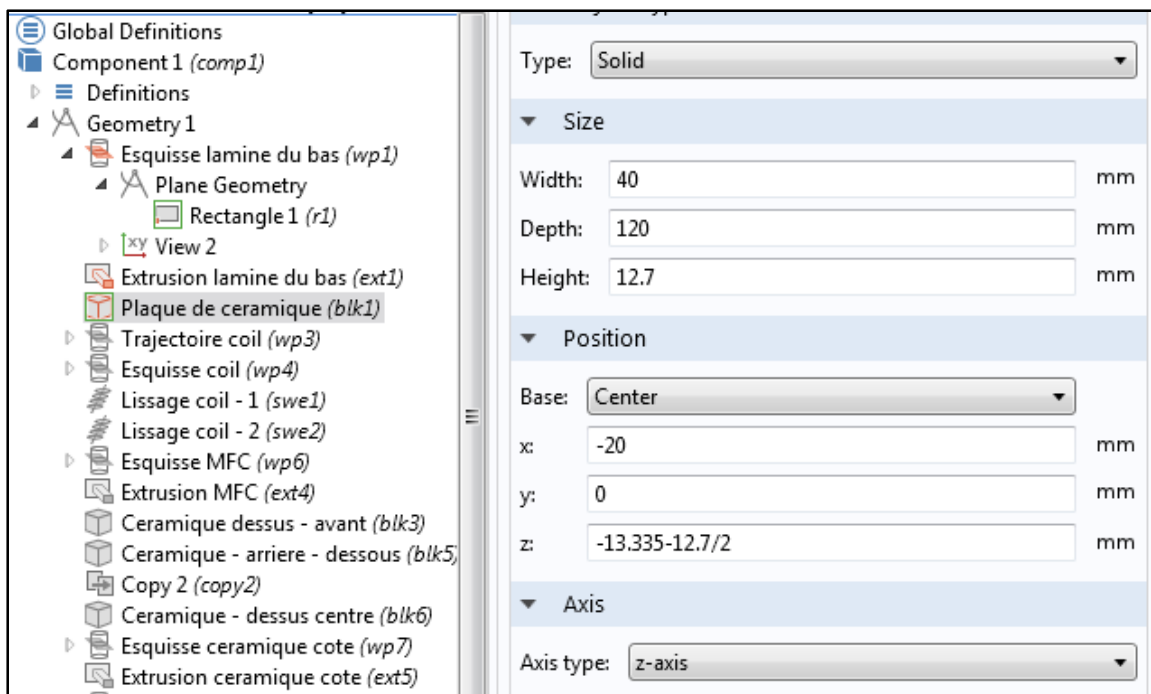 Global Definitions
Component 1 (comp1)
Definitions
Geometry 1
Esquisse lamine du bas (wp1)
Plane Geometry
Rectangle 1 (r1)
xy View 2
Extrusion lamine du bas (ext1)
Plaque de ceramique (blk1)
Trajectoire coil (wp3)
Esquisse coil (wp4)
Lissage coil - 1 (swe1)
Lissage coil - 2 (swe2)
Esquisse MFC (wp6)
Extrusion MFC (ext4)
Ceramique dessus - avant (blk3)
Ceramique - arriere - dessous (blk5)
Copy 2 (copy2)
Ceramique - dessus centre (blk6)
Esquisse ceramique cote (wp7)
Extrusion ceramique cote (ext5)
Type: Solid
Size
Width: 40 mm
Depth: 120 mm
Height: 12.7 mm
Position
Base: Center
x: -20 mm
y: 0 mm
z: -13.335-12.7/2 mm
Axis
Axis type: z-axis